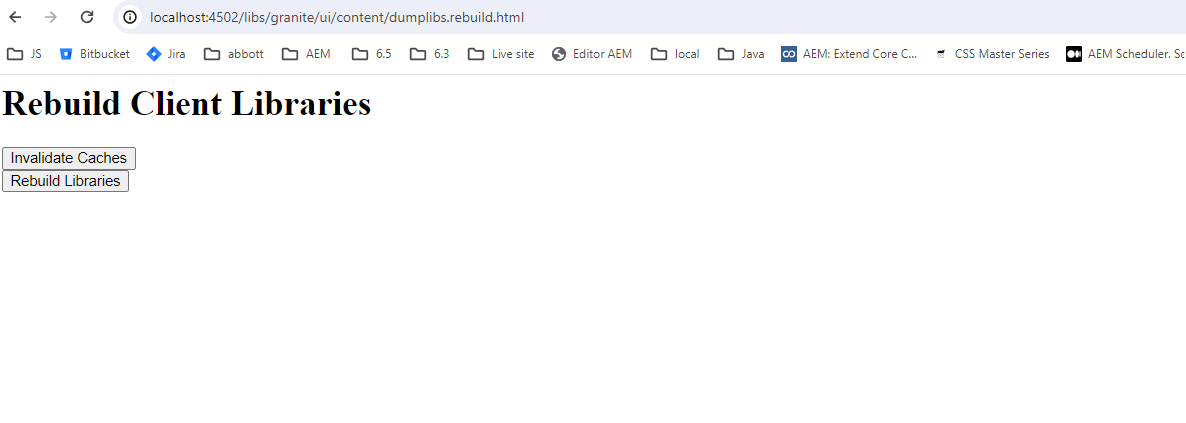 localhost:4502/libs/granite/ui/content/dumplibs.rebuild.html
JS Bitbucket Jira abbott AEM 6.5 6.3 Live site Editor AEM local Java AEM: Extend Core C... CSS Master Series AEM Scheduler. Sc
Rebuild Client Libraries
Invalidate Caches
Rebuild Libraries